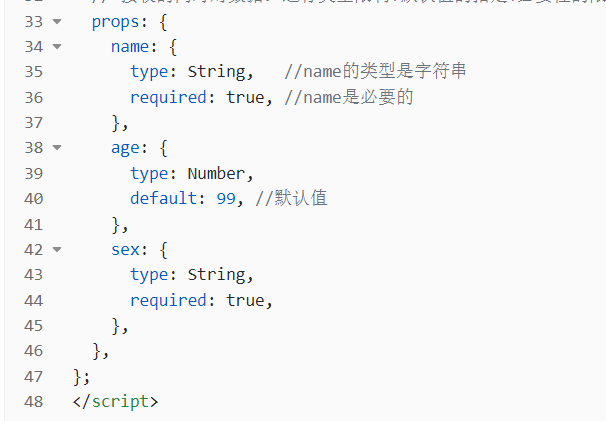 33 props: {
34 name: {
35 type: String, //name的类型是字符串
36 required: true, //name是必要的
37 },
38 age: {
39 type: Number,
40 default: 99, //默认值
41 },
42 sex: {
43 type: String,
44 required: true,
45 },
46 },
47 };
48 </script>